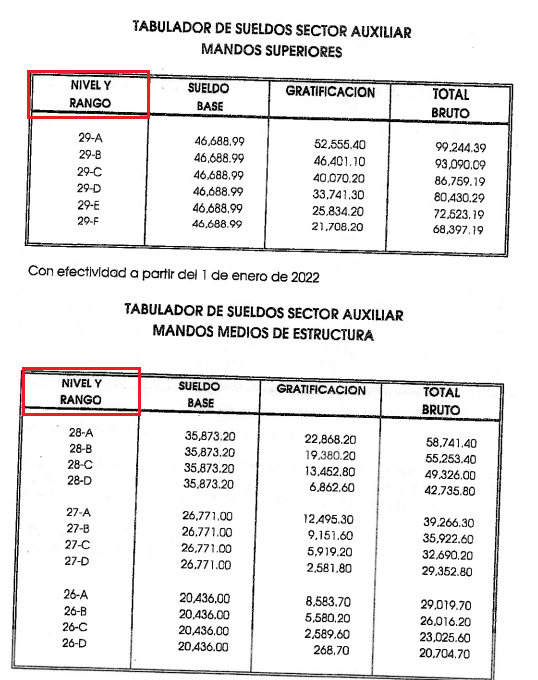 TABULADOR DE SUELDOS SECTOR AUXILIAR
MANDOS SUPERIORES
NIVEL Y RANGO SUELDO BASE GRATIFICACION TOTAL BRUTO
29-A 46,688.99 52,555.40 99,244.39
29-B 46,688.99 46,401.10 93,090.09
29-C 46,688.99 40,070.20 86,759.19
29-D 46,688.99 33,741.30 80,430.29
29-E 46,688.99 25,834.20 72,523.19
29-F 46,688.99 21,708.20 68,397.19
Con efectividad a partir del 1 de enero de 2022
TABULADOR DE SUELDOS SECTOR AUXILIAR
MANDOS MEDIOS DE ESTRUCTURA
NIVEL Y RANGO SUELDO BASE GRATIFICACION TOTAL BRUTO
28-A 35,873.20 22,868.20 58,741.40
28-B 35,873.20 19,380.20 55,253.40
28-C 35,873.20 13,452.80 49,326.00
28-D 35,873.20 6,862.60 42,735.80
27-A 26,771.00 12,495.30 39,266.30
27-B 26,771.00 9,151.60 35,922.60
27-C 26,771.00 5,919.20 32,690.20
27-D 26,771.00 2,581.80 29,352.80
26-A 20,436.00 8,583.70 29,019.70
26-B 20,436.00 5,580.20 26,016.20
26-C 20,436.00 2,589.60 23,025.60
26-D 20,436.00 268.70 20,704.70